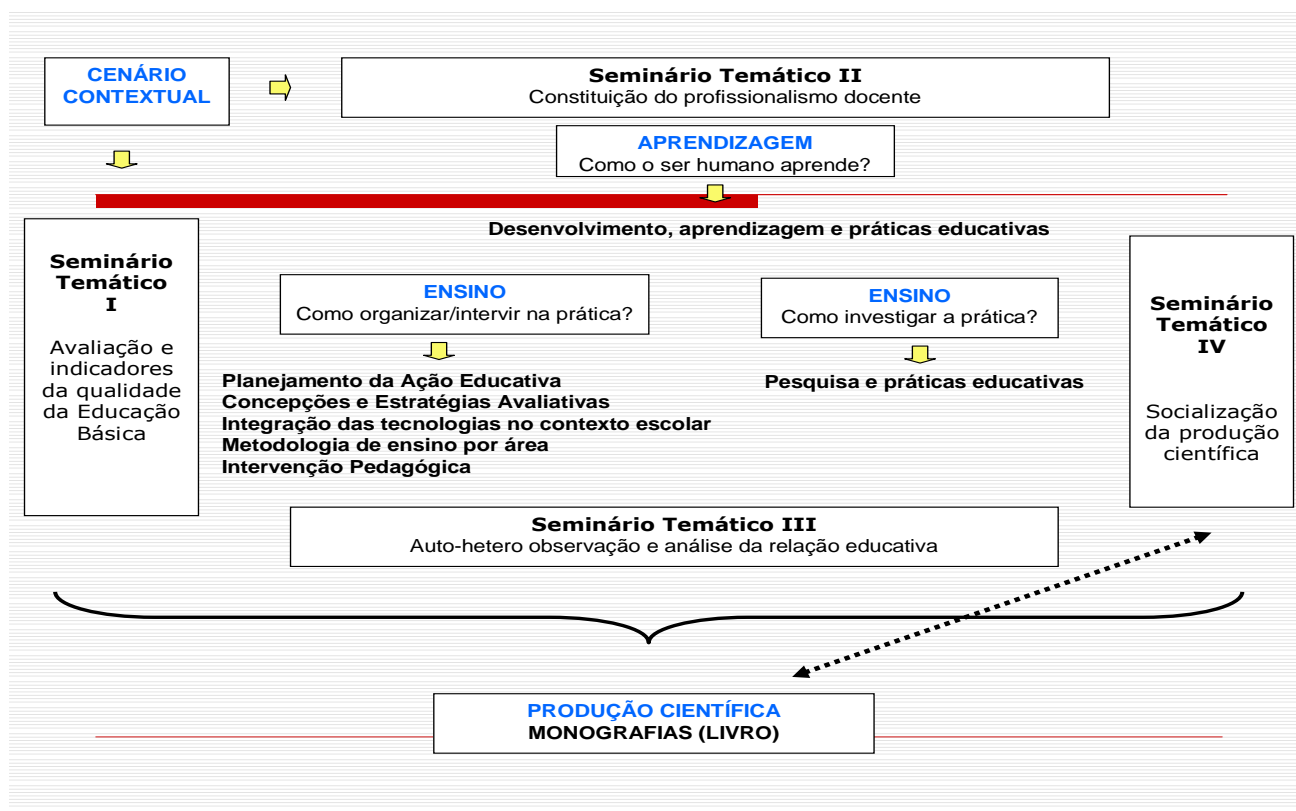 CENÁRIO
CONTEXTUAL
Seminário Temático II
Constituição do profissionalismo docente
APRENDIZAGEM
Como o ser humano aprende?
Desenvolvimento, aprendizagem e práticas educativas
Seminário
Temático
I
Avaliação e
indicadores
da qualidade
da Educação
Básica
ENSINO
Como organizar/intervir na prática?
Planejamento da Ação Educativa
Concepções e Estratégias Avaliativas
Integração das tecnologias no contexto escolar
Metodologia de ensino por área
Intervenção Pedagógica
ENSINO
Como investigar a prática?
Pesquisa e práticas educativas
Seminário
Temático
IV
Socialização
da produção
científica
Seminário Temático III
Auto-hetero observação e análise da relação educativa
PRODUÇÃO CIENTÍFICA
MONOGRAFIAS (LIVRO)